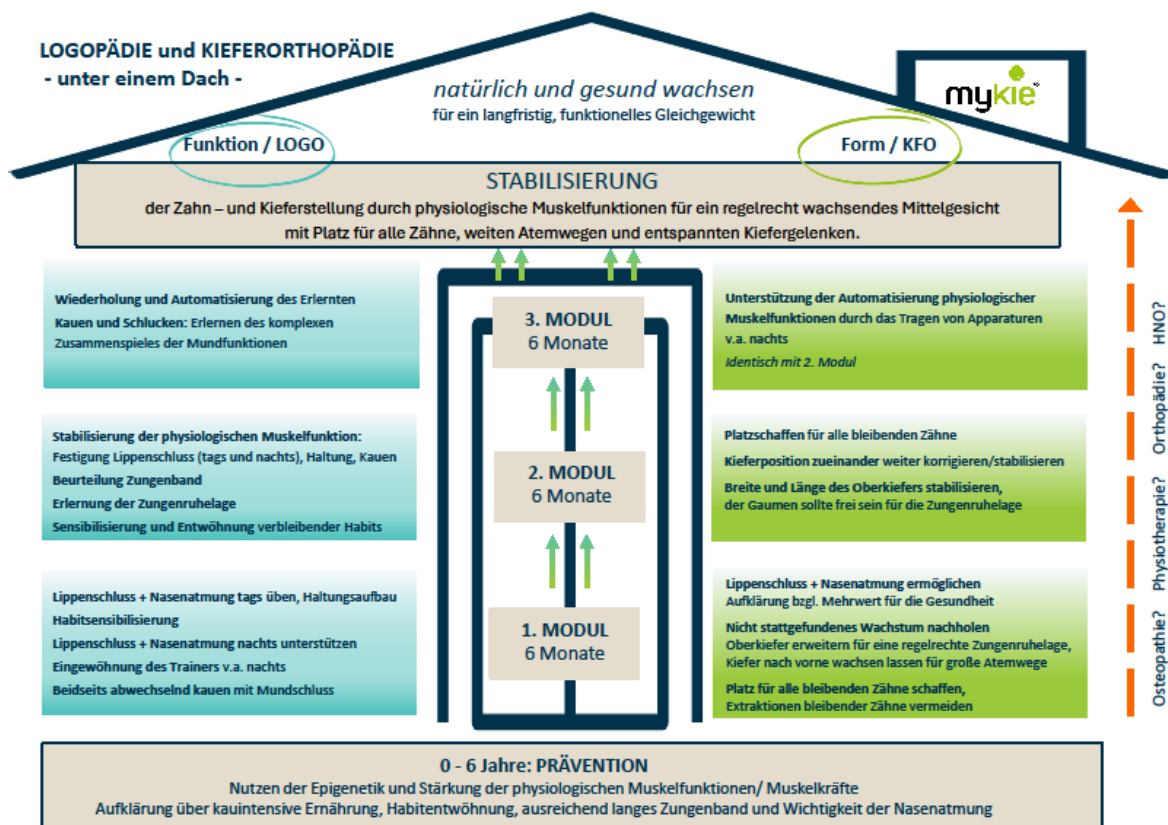 LOGOPÄDIE und KIEFERORTHOPÄDIE
- unter einem Dach -
natürlich und gesund wachsen
für ein langfristig, funktionelles Gleichgewicht
mykie
Funktion / LOGO
Form / KFO
STABILISIERUNG
der Zahn – und Kieferstellung durch physiologische Muskelfunktionen für ein regelrecht wachsendes Mittelgesicht
mit Platz für alle Zähne, weiten Atemwegen und entspannten Kiefergelenken.
Wiederholung und Automatisierung des Erlernten
Kauen und Schlucken: Erlernen des komplexen
Zusammenspieles der Mundfunktionen
3. MODUL
6 Monate
Unterstützung der Automatisierung physiologischer
Muskelfunktionen durch das Tragen von Apparaturen
v.a. nachts
Identisch mit 2. Modul
Stabilisierung der physiologischen Muskelfunktion:
Festigung Lippenschluss (tags und nachts), Haltung, Kauen
Beurteilung Zungenband
Erlernung der Zungenruhelage
Sensibilisierung und Entwöhnung verbleibender Habits
2. MODUL
6 Monate
Platzschaffen für alle bleibenden Zähne
Kieferposition zueinander weiter korrigieren/stabilisieren
Breite und Länge des Oberkiefers stabilisieren,
der Gaumen sollte frei sein für die Zungenruhelage
Lippenschluss + Nasenatmung tags üben, Haltungsaufbau
Habitsensibilisierung
Lippenschluss + Nasenatmung nachts unterstützen
Eingewöhnung des Trainers v.a. nachts
Beidseits abwechselnd kauen mit Mundschluss
1. MODUL
6 Monate
Lippenschluss + Nasenatmung ermöglichen
Aufklärung bzgl. Mehrwert für die Gesundheit
Nicht stattgefundenes Wachstum nachholen
Oberkiefer erweitern für eine regelrechte Zungenruhelage,
Kiefer nach vorne wachsen lassen für große Atemwege
Platz für alle bleibenden Zähne schaffen,
Extraktionen bleibender Zähne vermeiden
Osteopathie? Physiotherapie? Orthopädie? HNO?
0 - 6 Jahre: PRÄVENTION
Nutzen der Epigenetik und Stärkung der physiologischen Muskelfunktionen/ Muskelkräfte
Aufklärung über kauintensive Ernährung, Habitentwöhnung, ausreichend langes Zungenband und Wichtigkeit der Nasenatmung